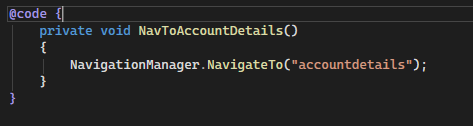 @code {
    private void NavToAccountDetails()
    {
        NavigationManager.NavigateTo("accountdetails");
    }
}